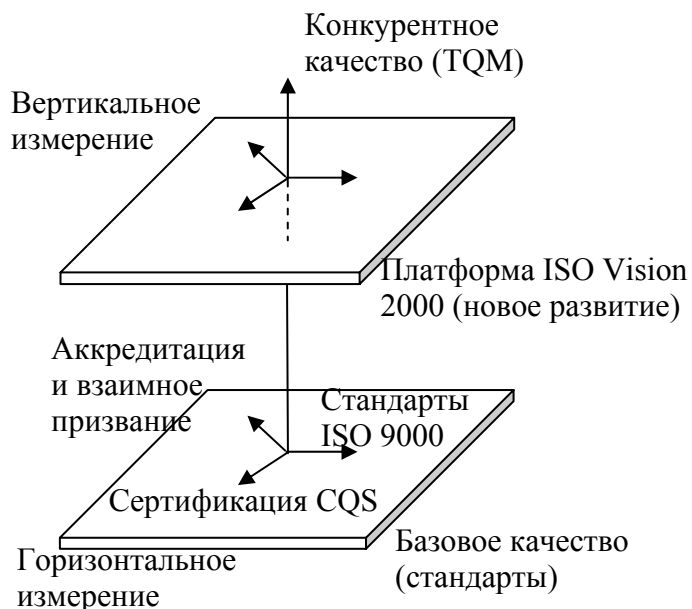 Конкурентное
качество (TQM)
Вертикальное
измерение
Платформа ISO Vision
2000 (новое развитие)
Аккредитация
и взаимное
призвание
Стандарты
ISO 9000
Сертификация CQS
Базовое качество
(стандарты)
Горизонтальное
измерение